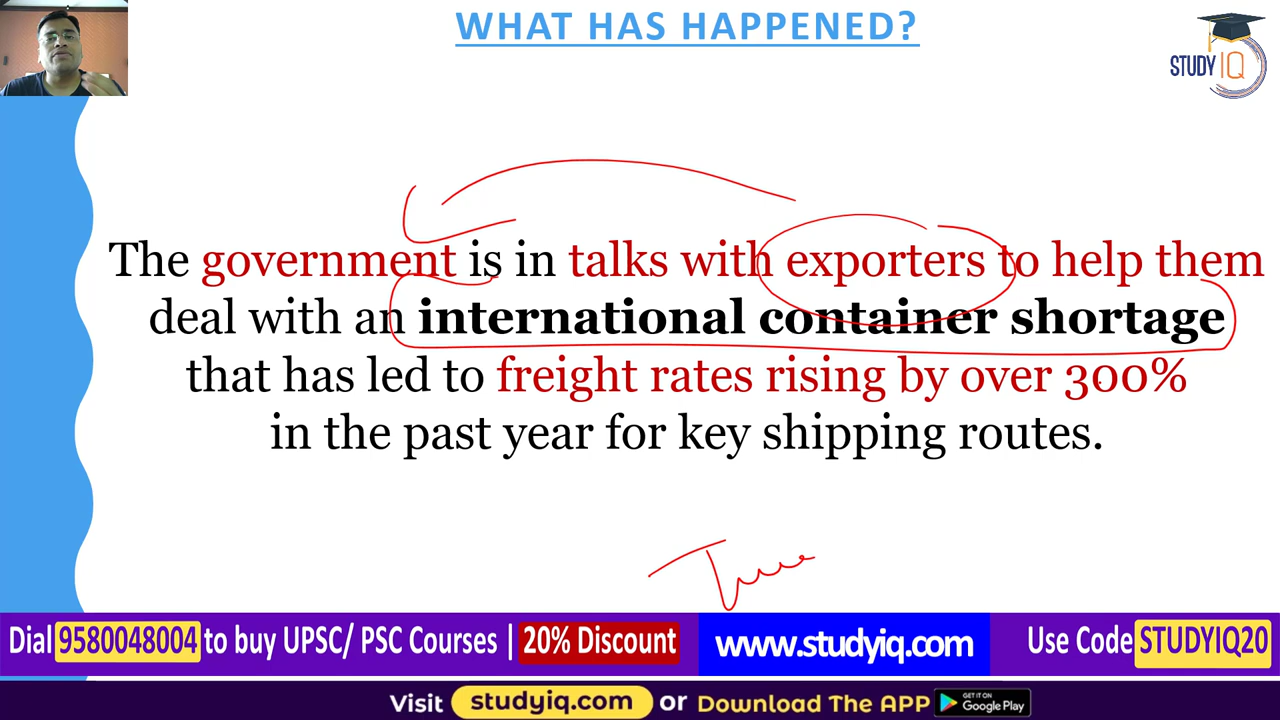 WHAT HAS HAPPENED?
STUDY IQ
The government is in talks with exporters to help them
deal with an international container shortage
that has led to freight rates rising by over 300%
in the past year for key shipping routes.
Dial 9580048004 to buy UPSC/ PSC Courses | 20% Discount
www.studyiq.com
Use Code STUDYIQ20
Visit studyiq.com or Download The APP GET IT ON Google Play